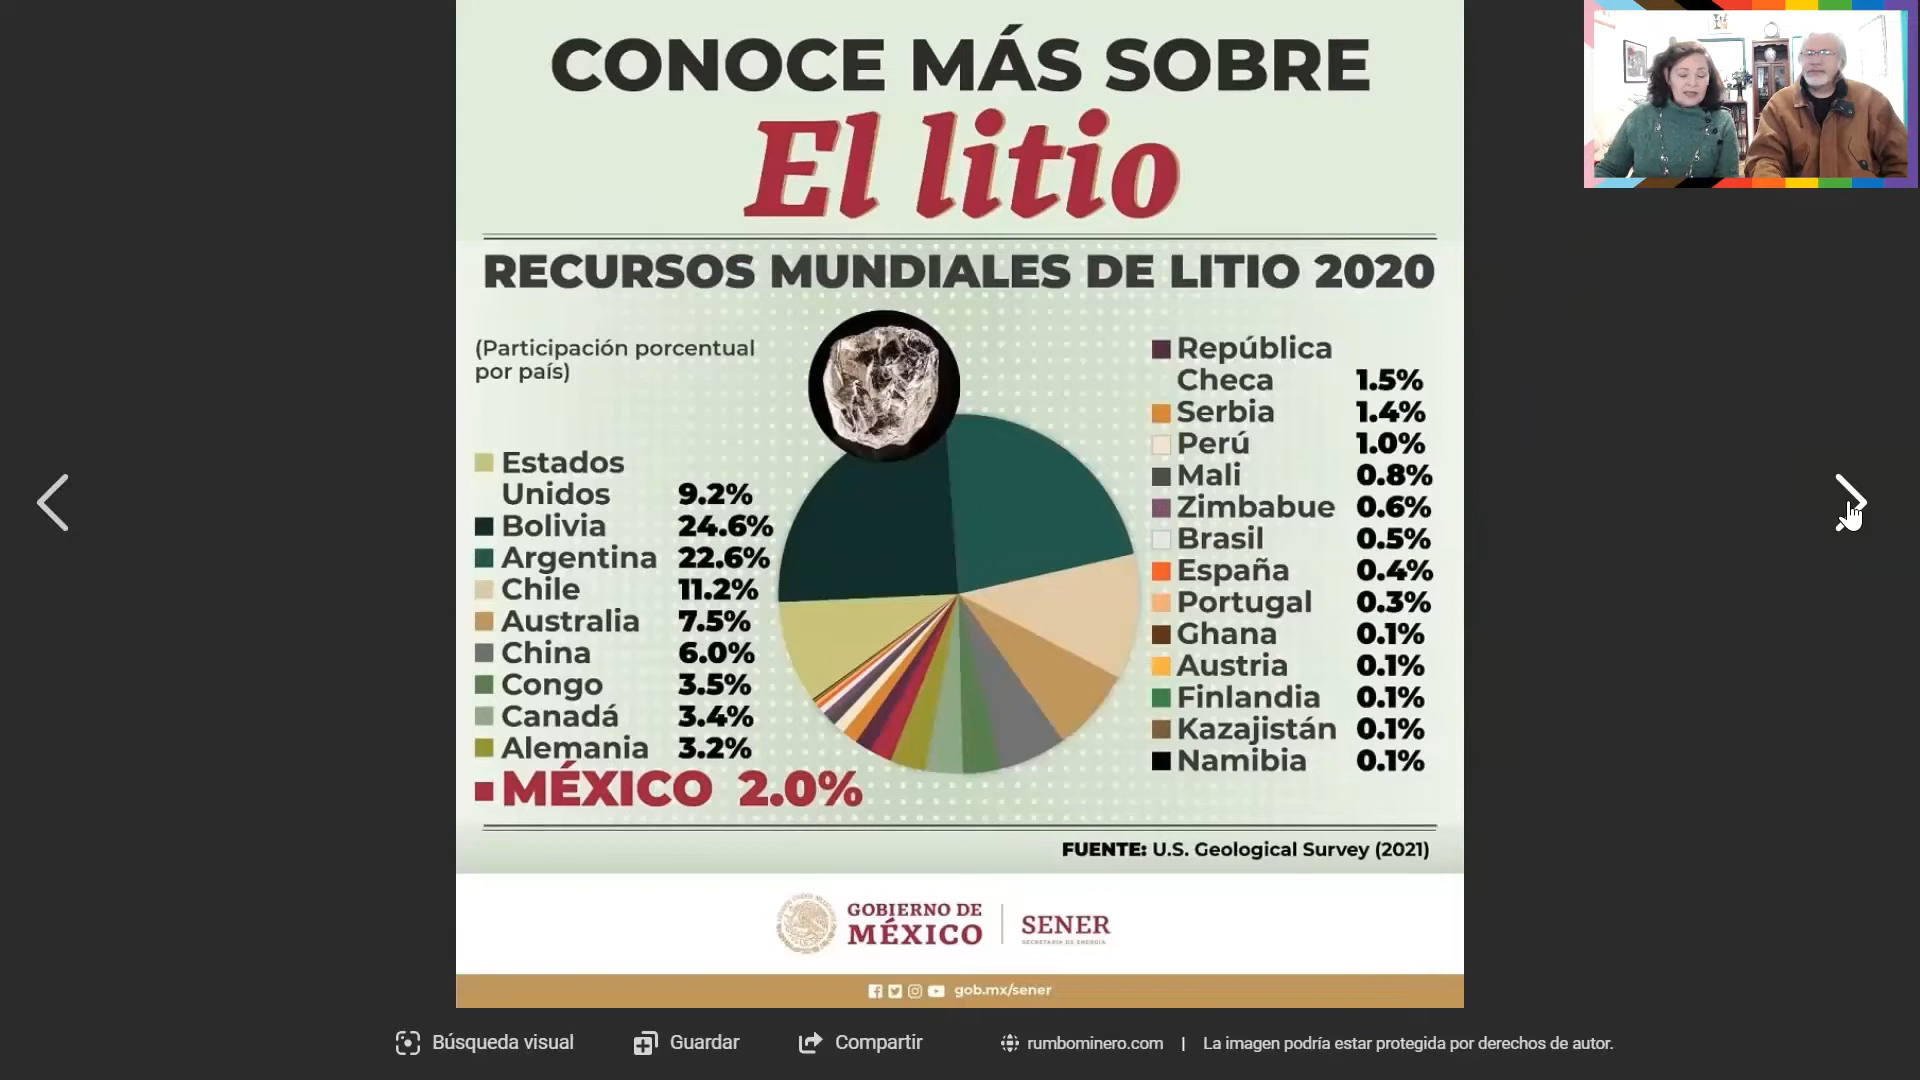 CONOCE MÁS SOBRE
El litio
RECURSOS MUNDIALES DE LITIO 2020
(Participación porcentual
por país)
Estados
Unidos 9.2%
Bolivia 24.6%
Argentina 22.6%
Chile 11.2%
Australia 7.5%
China 6.0%
Congo 3.5%
Canadá 3.4%
Alemania 3.2%
MÉXICO 2.0%
República
Checa 1.5%
Serbia 1.4%
Perú 1.0%
Mali 0.8%
Zimbabue 0.6%
Brasil 0.5%
España 0.4%
Portugal 0.3%
Ghana 0.1%
Austria 0.1%
Finlandia 0.1%
Kazajistán 0.1%
Namibia 0.1%
FUENTE: U.S. Geological Survey (2021)
GOBIERNO DE
MÉXICO
SENER
SECRETARÍA DE ENERGÍA
gob.mx/sener
Búsqueda visual
Guardar
Compartir
rumbominero.com | La imagen podría estar protegida por derechos de autor.